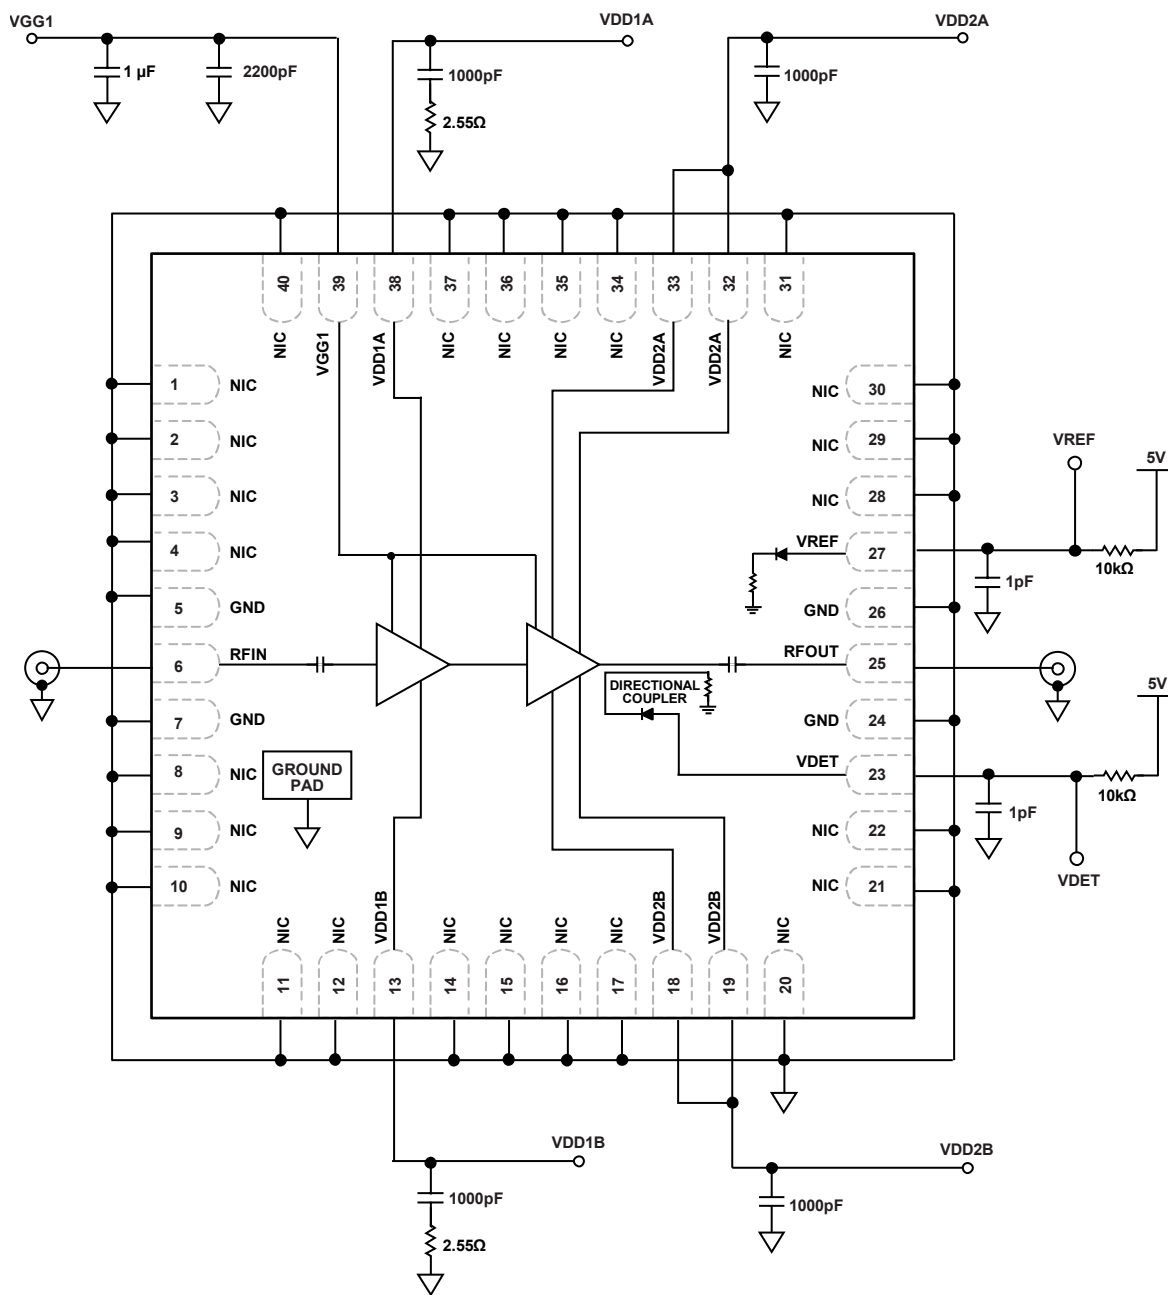 VGG1
VDD1A
VDD2A
1 µF
2200pF
1000pF
2.55Ω
1000pF
40
39
38
37
36
35
34
33
32
31
NIC
VGG1
VDD1A
NIC
NIC
NIC
NIC
VDD2A
VDD2A
NIC
1 NIC
2 NIC
3 NIC
4 NIC
5 GND
6 RFIN
7 GND
8 NIC
9 NIC
10 NIC
NIC 30
NIC 29
NIC 28
VREF 27
GND 26
RFOUT 25
GND 24
VDET 23
NIC 22
NIC 21
VREF
5V
10kΩ
1pF
5V
10kΩ
1pF
VDET
DIRECTIONAL
COUPLER
GROUND
PAD
NIC
NIC
VDD1B
NIC
NIC
NIC
NIC
VDD2B
VDD2B
NIC
11
12
13
14
15
16
17
18
19
20
VDD1B
1000pF
2.55Ω
VDD2B
1000pF